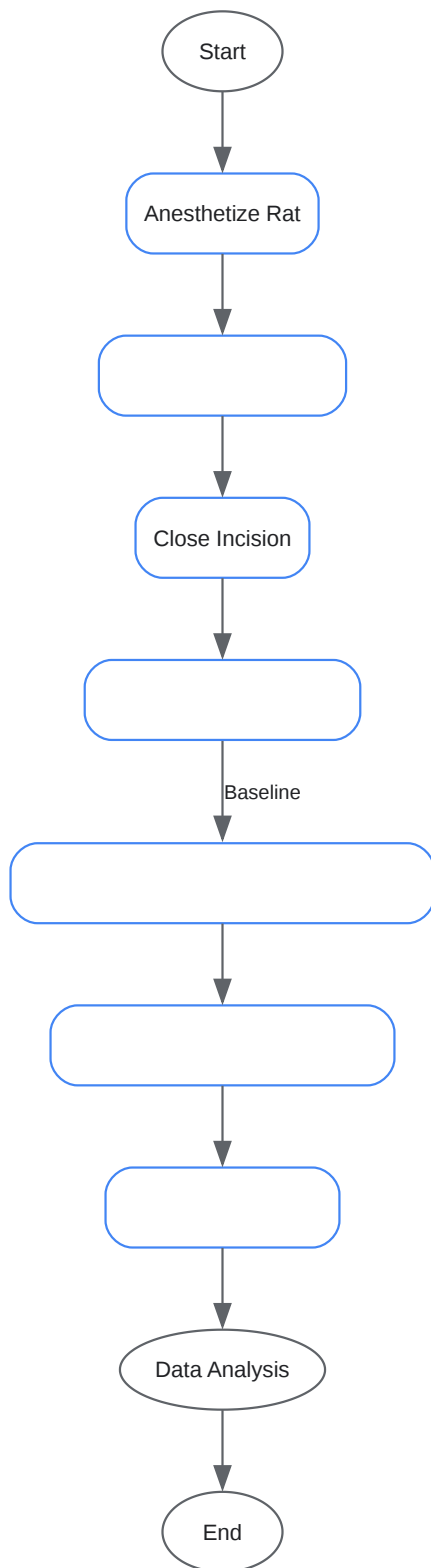 Start
Anesthetize Rat
Close Incision
Baseline
Data Analysis
End